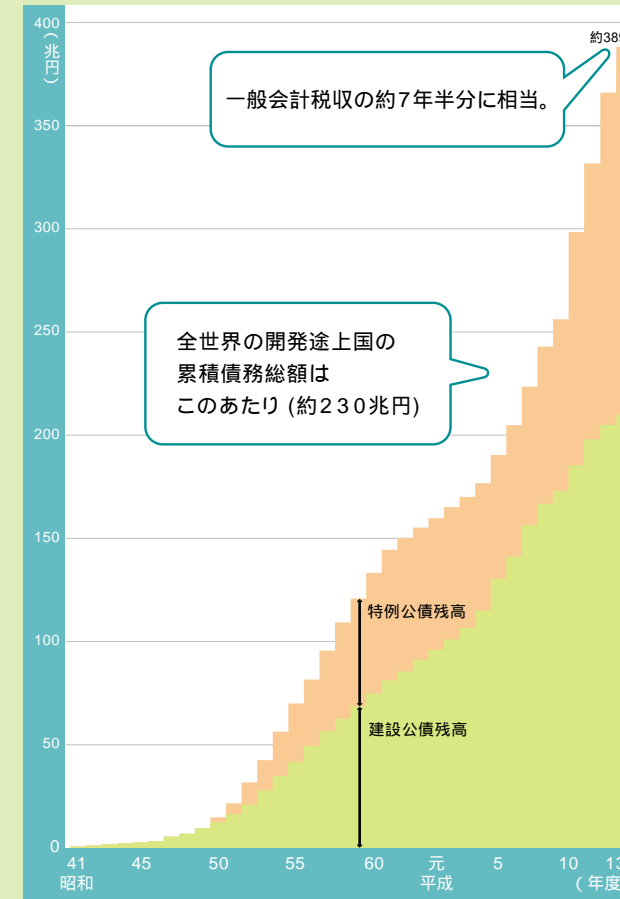 400
（兆円）
約389
一般会計税収の約7年半分に相当。
350
300
250
全世界の開発途上国の
累積債務総額は
このあたり (約230兆円)
200
150
特例公債残高
100
建設公債残高
50
0
41 45 50 55 60 元 5 10 13
昭和 平成 （年度